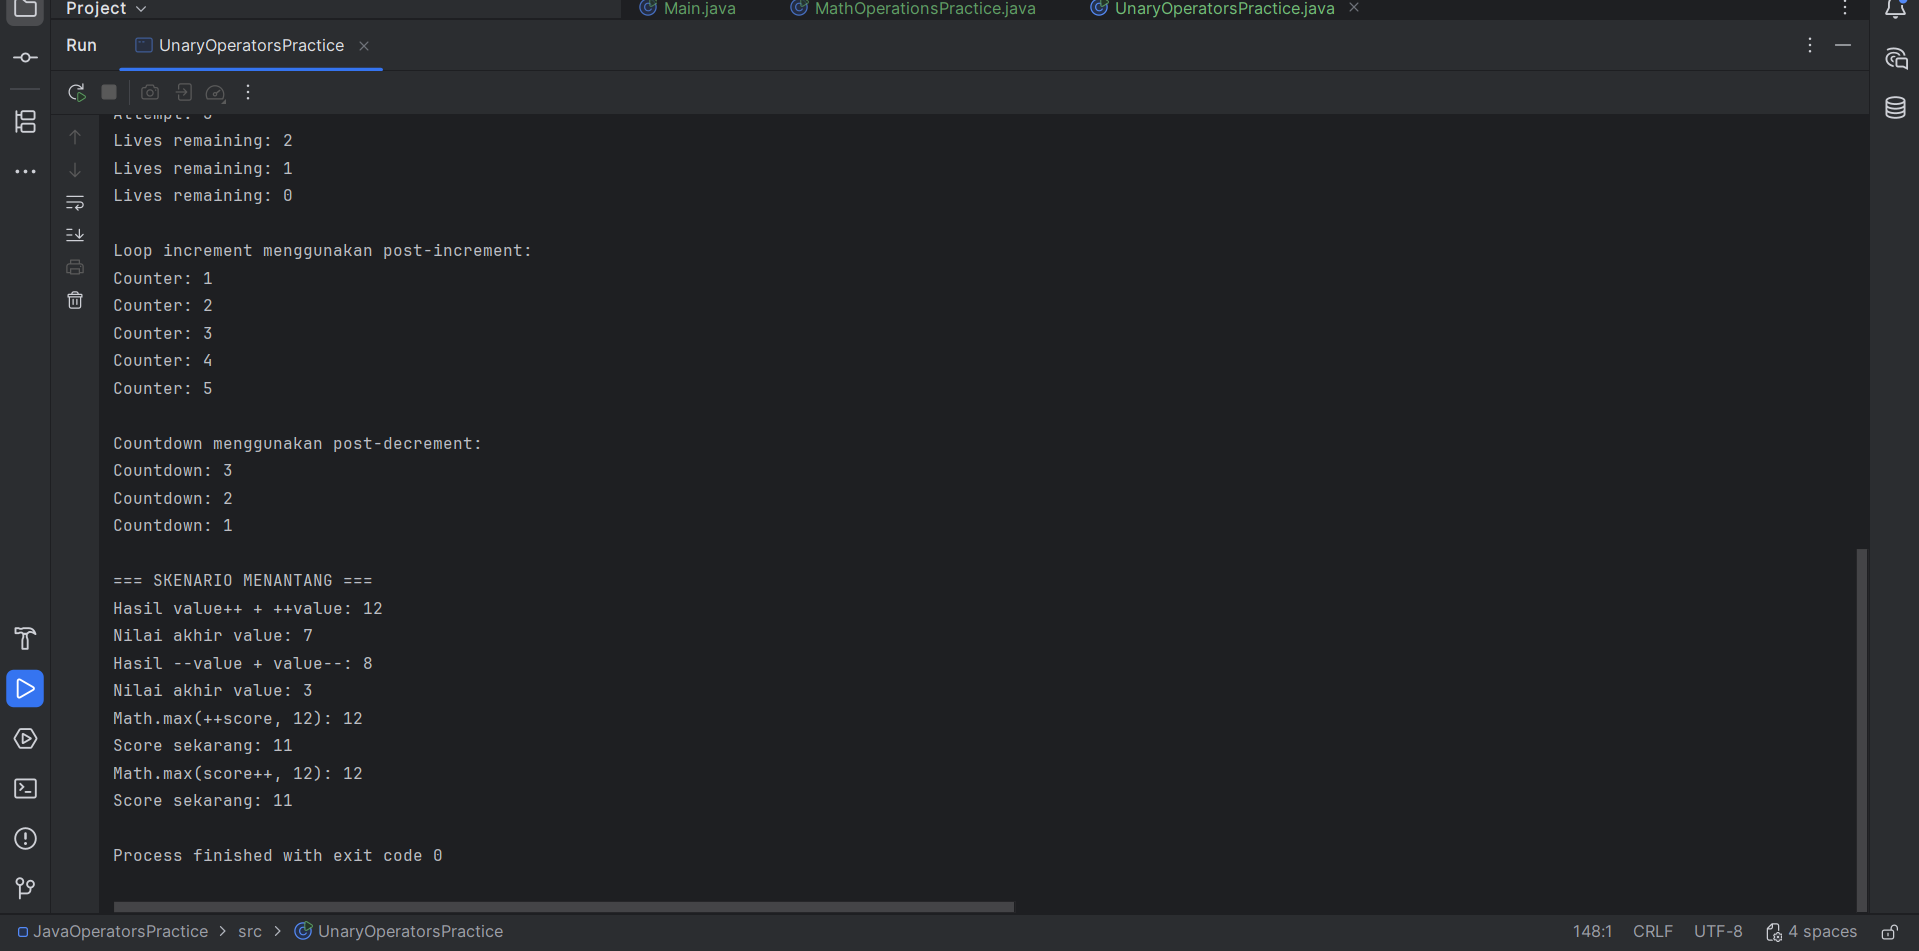 Project
Main.java
MathOperationsPractice.java
UnaryOperatorsPractice.java
Run
UnaryOperatorsPractice
Lives remaining: 2
Lives remaining: 1
Lives remaining: 0
Loop increment menggunakan post-increment:
Counter: 1
Counter: 2
Counter: 3
Counter: 4
Counter: 5
Countdown menggunakan post-decrement:
Countdown: 3
Countdown: 2
Countdown: 1
=== SKENARIO MENANTANG ===
Hasil value++ + ++value: 12
Nilai akhir value: 7
Hasil --value + value--: 8
Nilai akhir value: 3
Math.max(++score, 12): 12
Score sekarang: 11
Math.max(score++, 12): 12
Score sekarang: 11
Process finished with exit code 0
JavaOperatorsPractice > src > UnaryOperatorsPractice
148:1 CRLF UTF-8 4 spaces